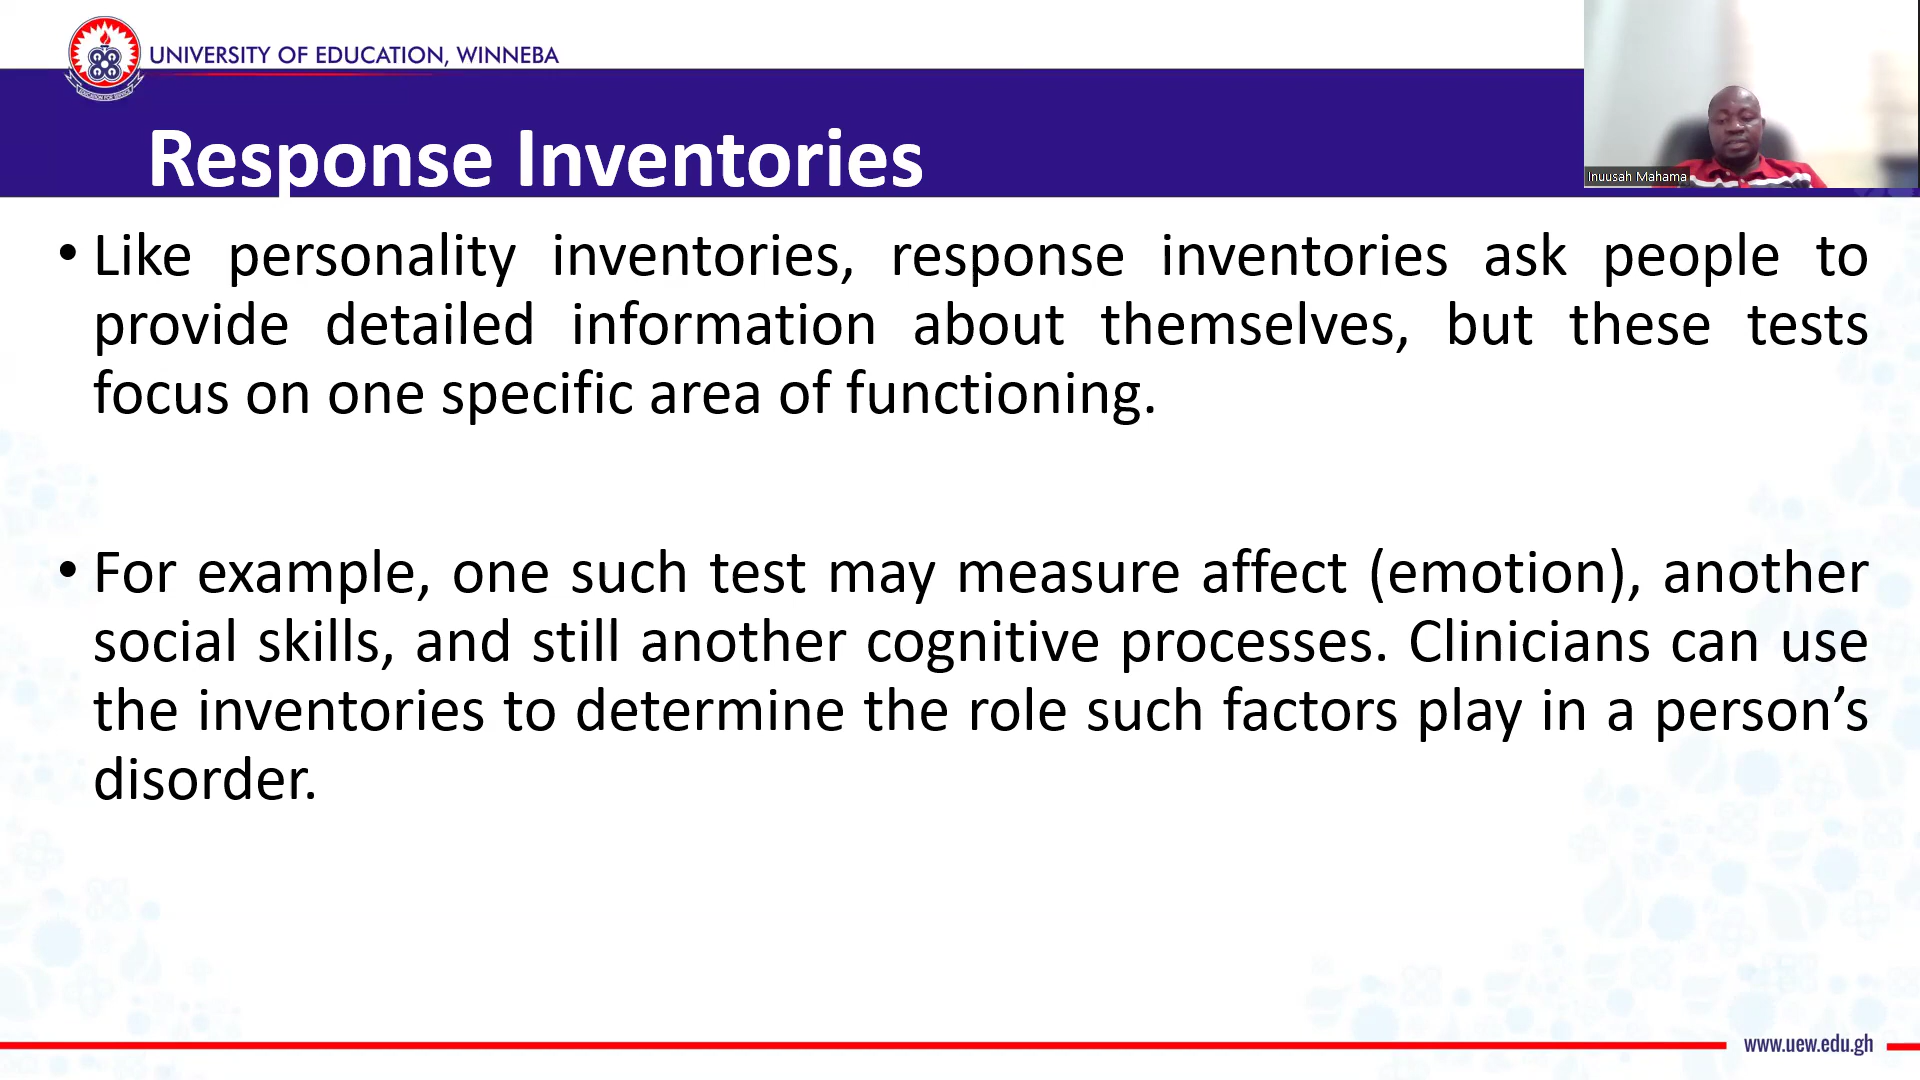 UNIVERSITY OF EDUCATION, WINNEBA
Response Inventories
Inuusah Mahama
• Like personality inventories, response inventories ask people to
provide detailed information about themselves, but these tests
focus on one specific area of functioning.
• For example, one such test may measure affect (emotion), another
social skills, and still another cognitive processes. Clinicians can use
the inventories to determine the role such factors play in a person’s
disorder.
www.uew.edu.gh